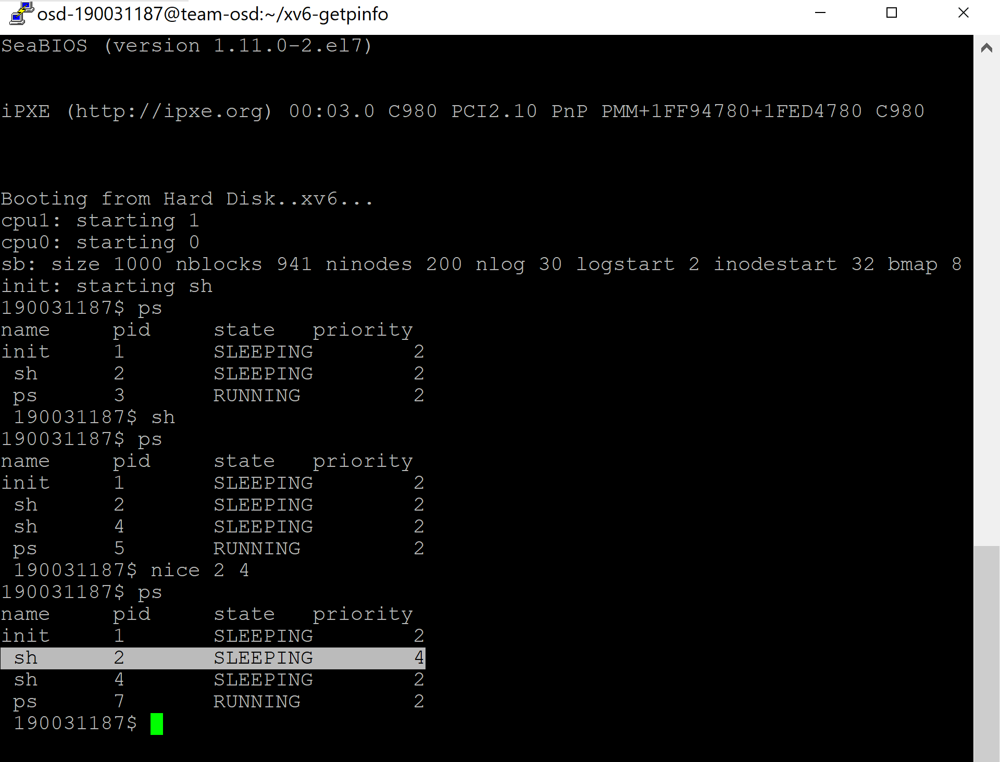 osd-190031187@team-osd:~/xv6-getpinfo
SeaBIOS (version 1.11.0-2.el7)
iPXE (http://ipxe.org) 00:03.0 C980 PCI2.10 PnP PMM+1FF94780+1FED4780 C980
Booting from Hard Disk..xv6...
cpu1: starting 1
cpu0: starting 0
sb: size 1000 nblocks 941 ninodes 200 nlog 30 logstart 2 inodestart 32 bmap 8
init: starting sh
190031187$ ps
name     pid     state   priority
init     1       SLEEPING        2
 sh      2       SLEEPING        2
 ps      3       RUNNING         2
 190031187$ sh
190031187$ ps
name     pid     state   priority
init     1       SLEEPING        2
 sh      2       SLEEPING        2
 sh      4       SLEEPING        2
 ps      5       RUNNING         2
 190031187$ nice 2 4
190031187$ ps
name     pid     state   priority
init     1       SLEEPING        2
 sh      2       SLEEPING        4
 sh      4       SLEEPING        2
 ps      7       RUNNING         2
 190031187$